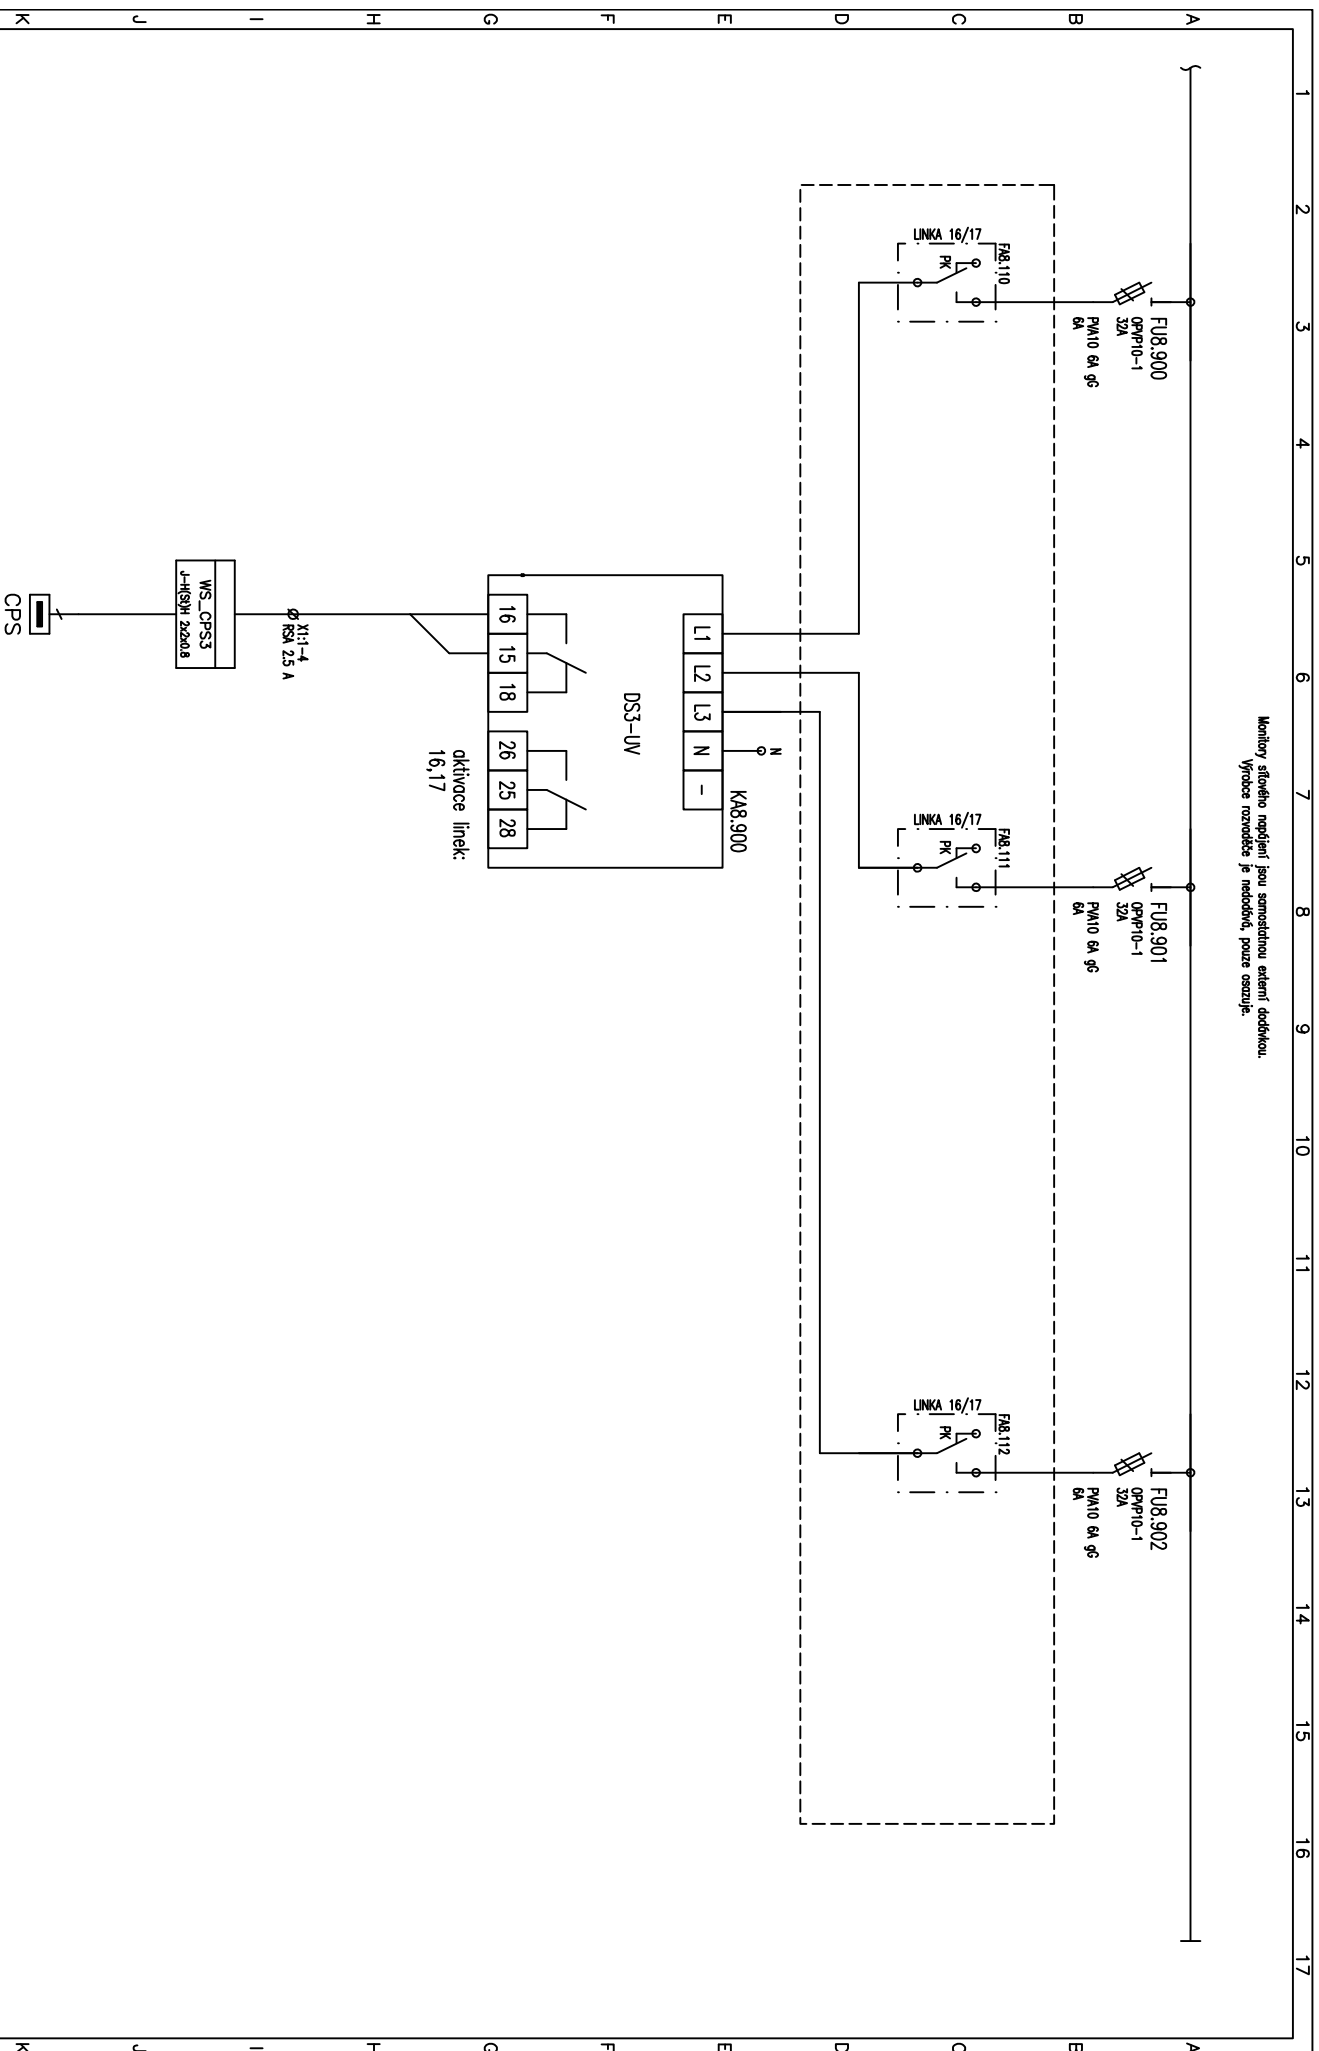 1 2 3 4 5 6 7 8 9 10 11 12 13 14 15 16 17
Monitory síťového napájení jsou samostatnou externí dodávkou.
Výrobce rozvaděče je nedodává, pouze osazuje.
A
A
FU8.900
OPVP10-1
32A
PVA10 6A gG
6A
FU8.901
OPVP10-1
32A
PVA10 6A gG
6A
FU8.902
OPVP10-1
32A
PVA10 6A gG
6A
B
B
FA8.110
PK
LINKA 16/17
FA8.111
PK
LINKA 16/17
FA8.112
PK
LINKA 16/17
C
C
D
D
N
KA8.900
E
E
L1 L2 L3 N -
DS3-UV
F
F
16 15 18 26 25 28
G
G
aktivace linek:
16,17
H
H
X1:1-4
RSA 2.5 A
I
I
WS_CPS3
J-H(St)H 2x2x0.8
J
J
K
K
CPS